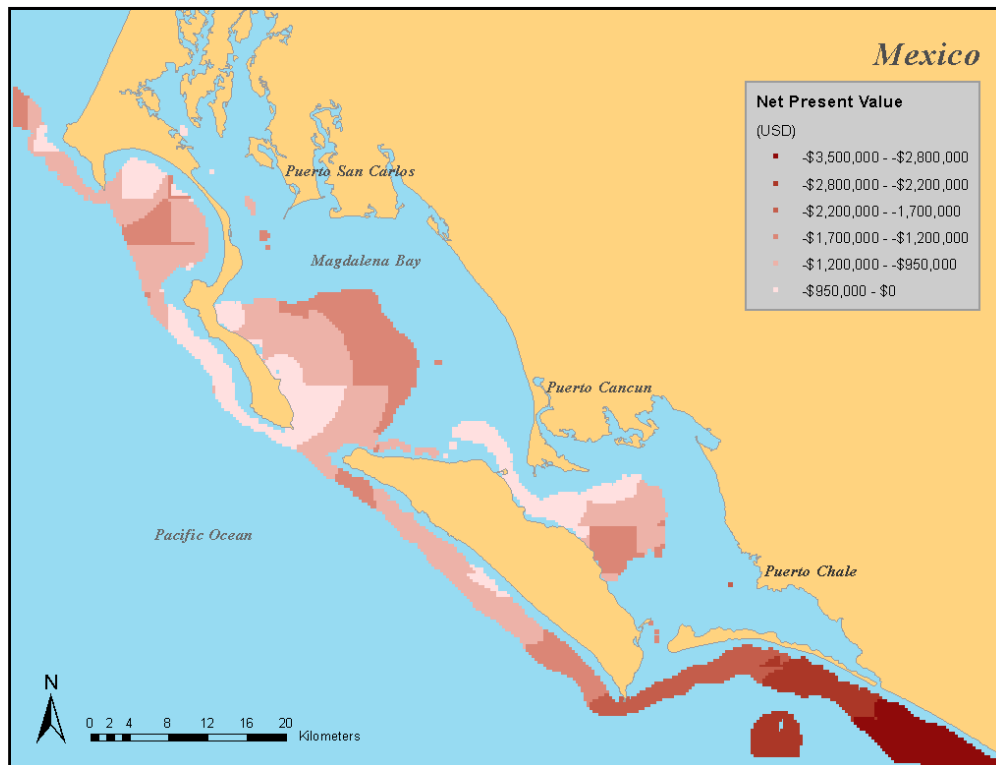 Mexico
Net Present Value
(USD)
-$3,500,000 - -$2,800,000
-$2,800,000 - -$2,200,000
-$2,200,000 - -1,700,000
-$1,700,000 - -$1,200,000
-$1,200,000 - -$950,000
-$950,000 - $0
Puerto San Carlos
Magdalena Bay
Puerto Cancun
Pacific Ocean
Puerto Chale
N
0 2 4 8 12 16 20
Kilometers